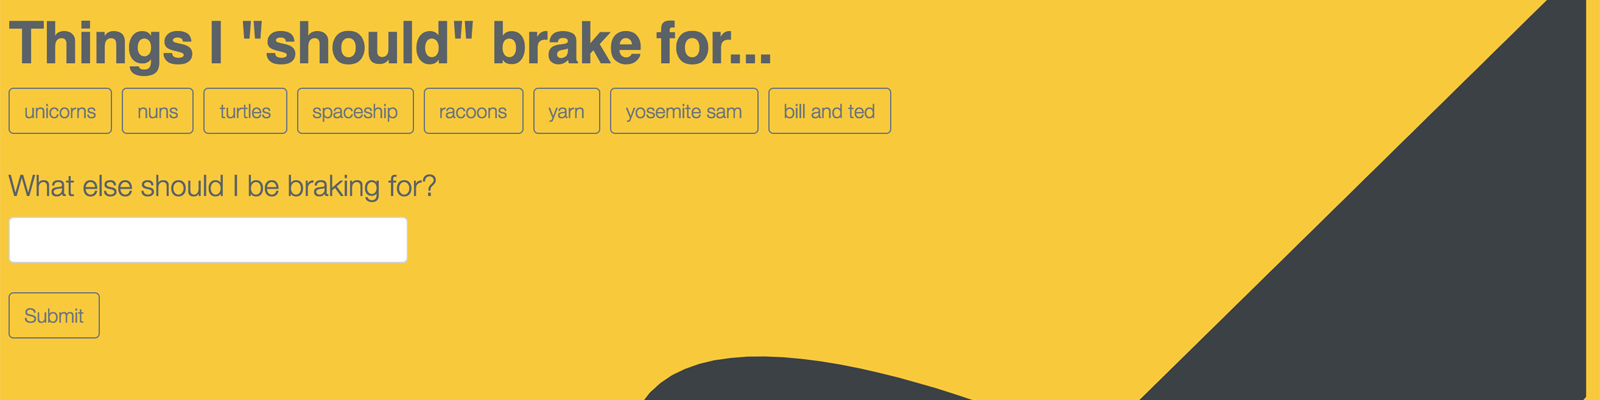 Things I "should" brake for...
unicorns nuns turtles spaceship racoons yarn yosemite sam bill and ted
What else should I be braking for?
Submit